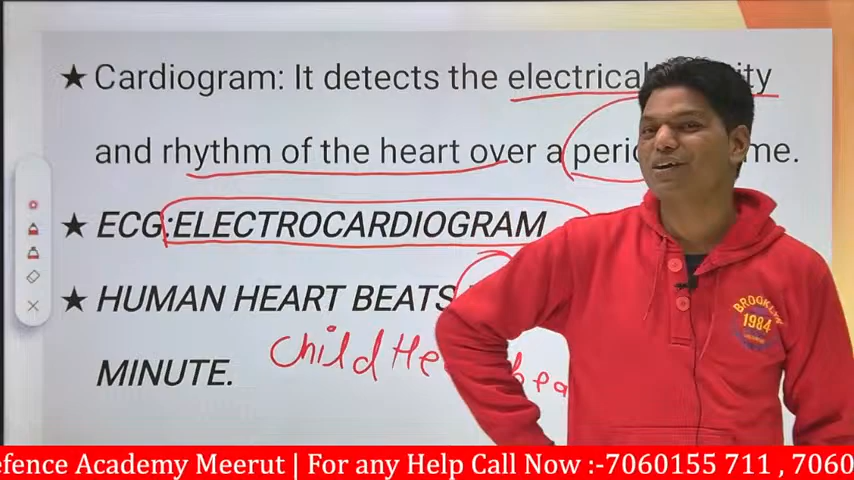 ★ Cardiogram: It detects the electrical
and rhythm of the heart over a time.
★ ECG:ELECTROCARDIOGRAM
★ HUMAN HEART BEATS
MINUTE.
Child
BROOKLYN
1984
efence Academy Meerut | For any Help Call Now :-7060155 711 , 7060